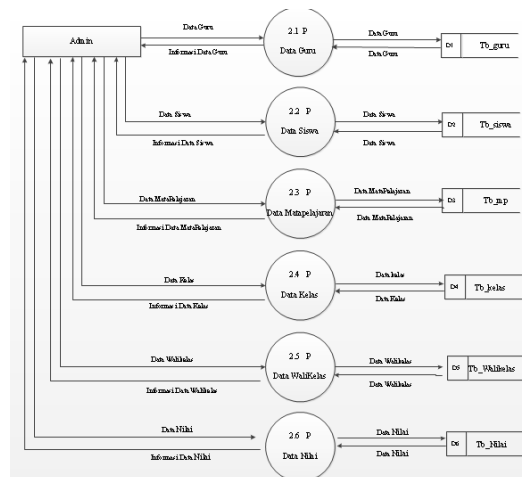 Admin
Data Guru
Informasi Data Guru
2.1 P
Data Guru
Data Guru
Data Guru
D1 Tb_guru
Data Siswa
Informasi Data Siswa
2.2 P
Data Siswa
Data Siswa
Data Siswa
D2 Tb_siswa
Data MataPelajaran
Informasi Data MataPelajaran
2.3 P
Data Matapelajaran
Data MataPelajaran
Data MataPelajaran
D3 Tb_mp
Data Kelas
Informasi Data Kelas
2.4 P
Data Kelas
Data kelas
Data Kelas
D4 Tb_kelas
Data Walikelas
Informasi Data Walikelas
2.5 P
Data WaliKelas
Data Walikelas
Data Walikelas
D5 Tb_Walikelas
Data Nilai
Informasi Data Nilai
2.6 P
Data Nilai
Data Nilai
Data Nilai
D6 Tb_Nilai